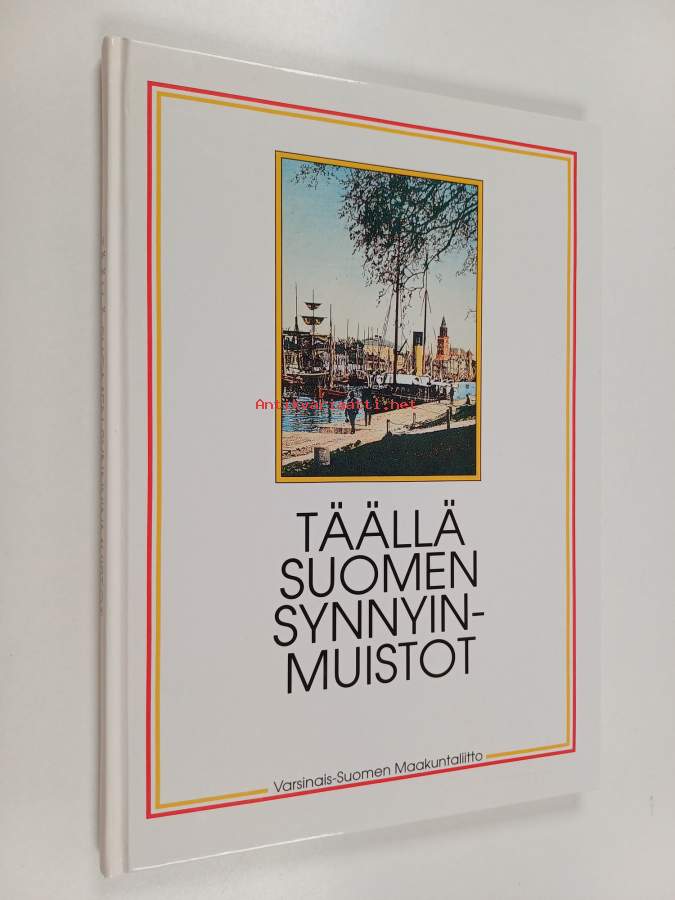 Antikvariaatti.net
TÄÄLLÄ
SUOMEN
SYNNYIN-
MUISTOT
Varsinais-Suomen Maakuntaliitto